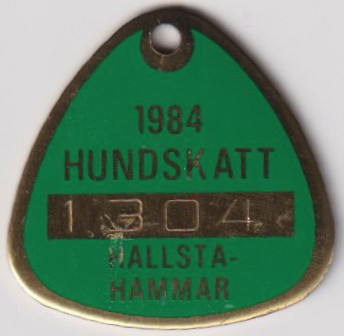 1984
HUNDSKATT
1304
HALLSTA-
HAMMAR